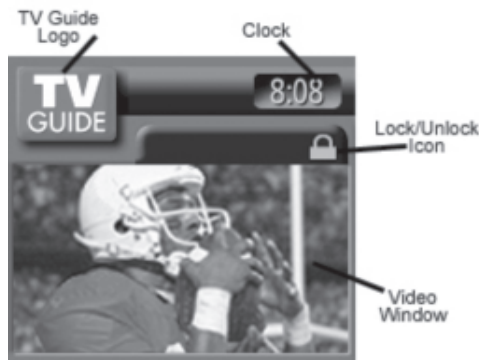 TV Guide
Logo
Clock
TV
GUIDE
8:08
Lock/Unlock
Icon
Video
Window